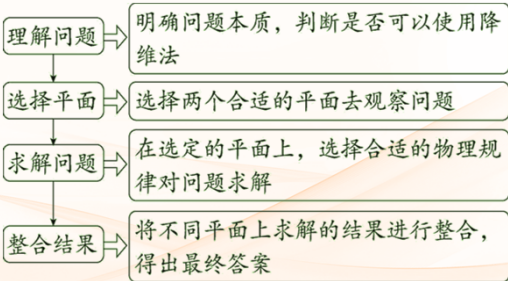 理解问题
明确问题本质，判断是否可以使用降
维法
选择平面
选择两个合适的平面去观察问题
求解问题
在选定的平面上，选择合适的物理规
律对问题求解
整合结果
将不同平面上求解的结果进行整合，
得出最终答案